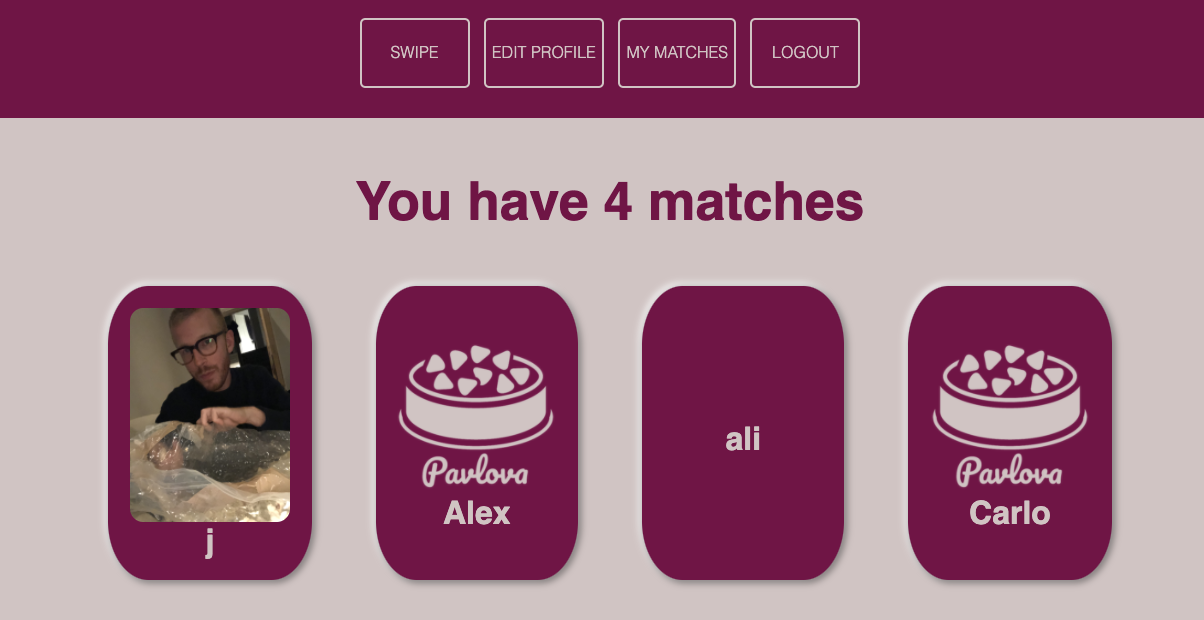 SWIPE
EDIT PROFILE
MY MATCHES
LOGOUT
You have 4 matches
j
Pavlova
Alex
ali
Pavlova
Carlo